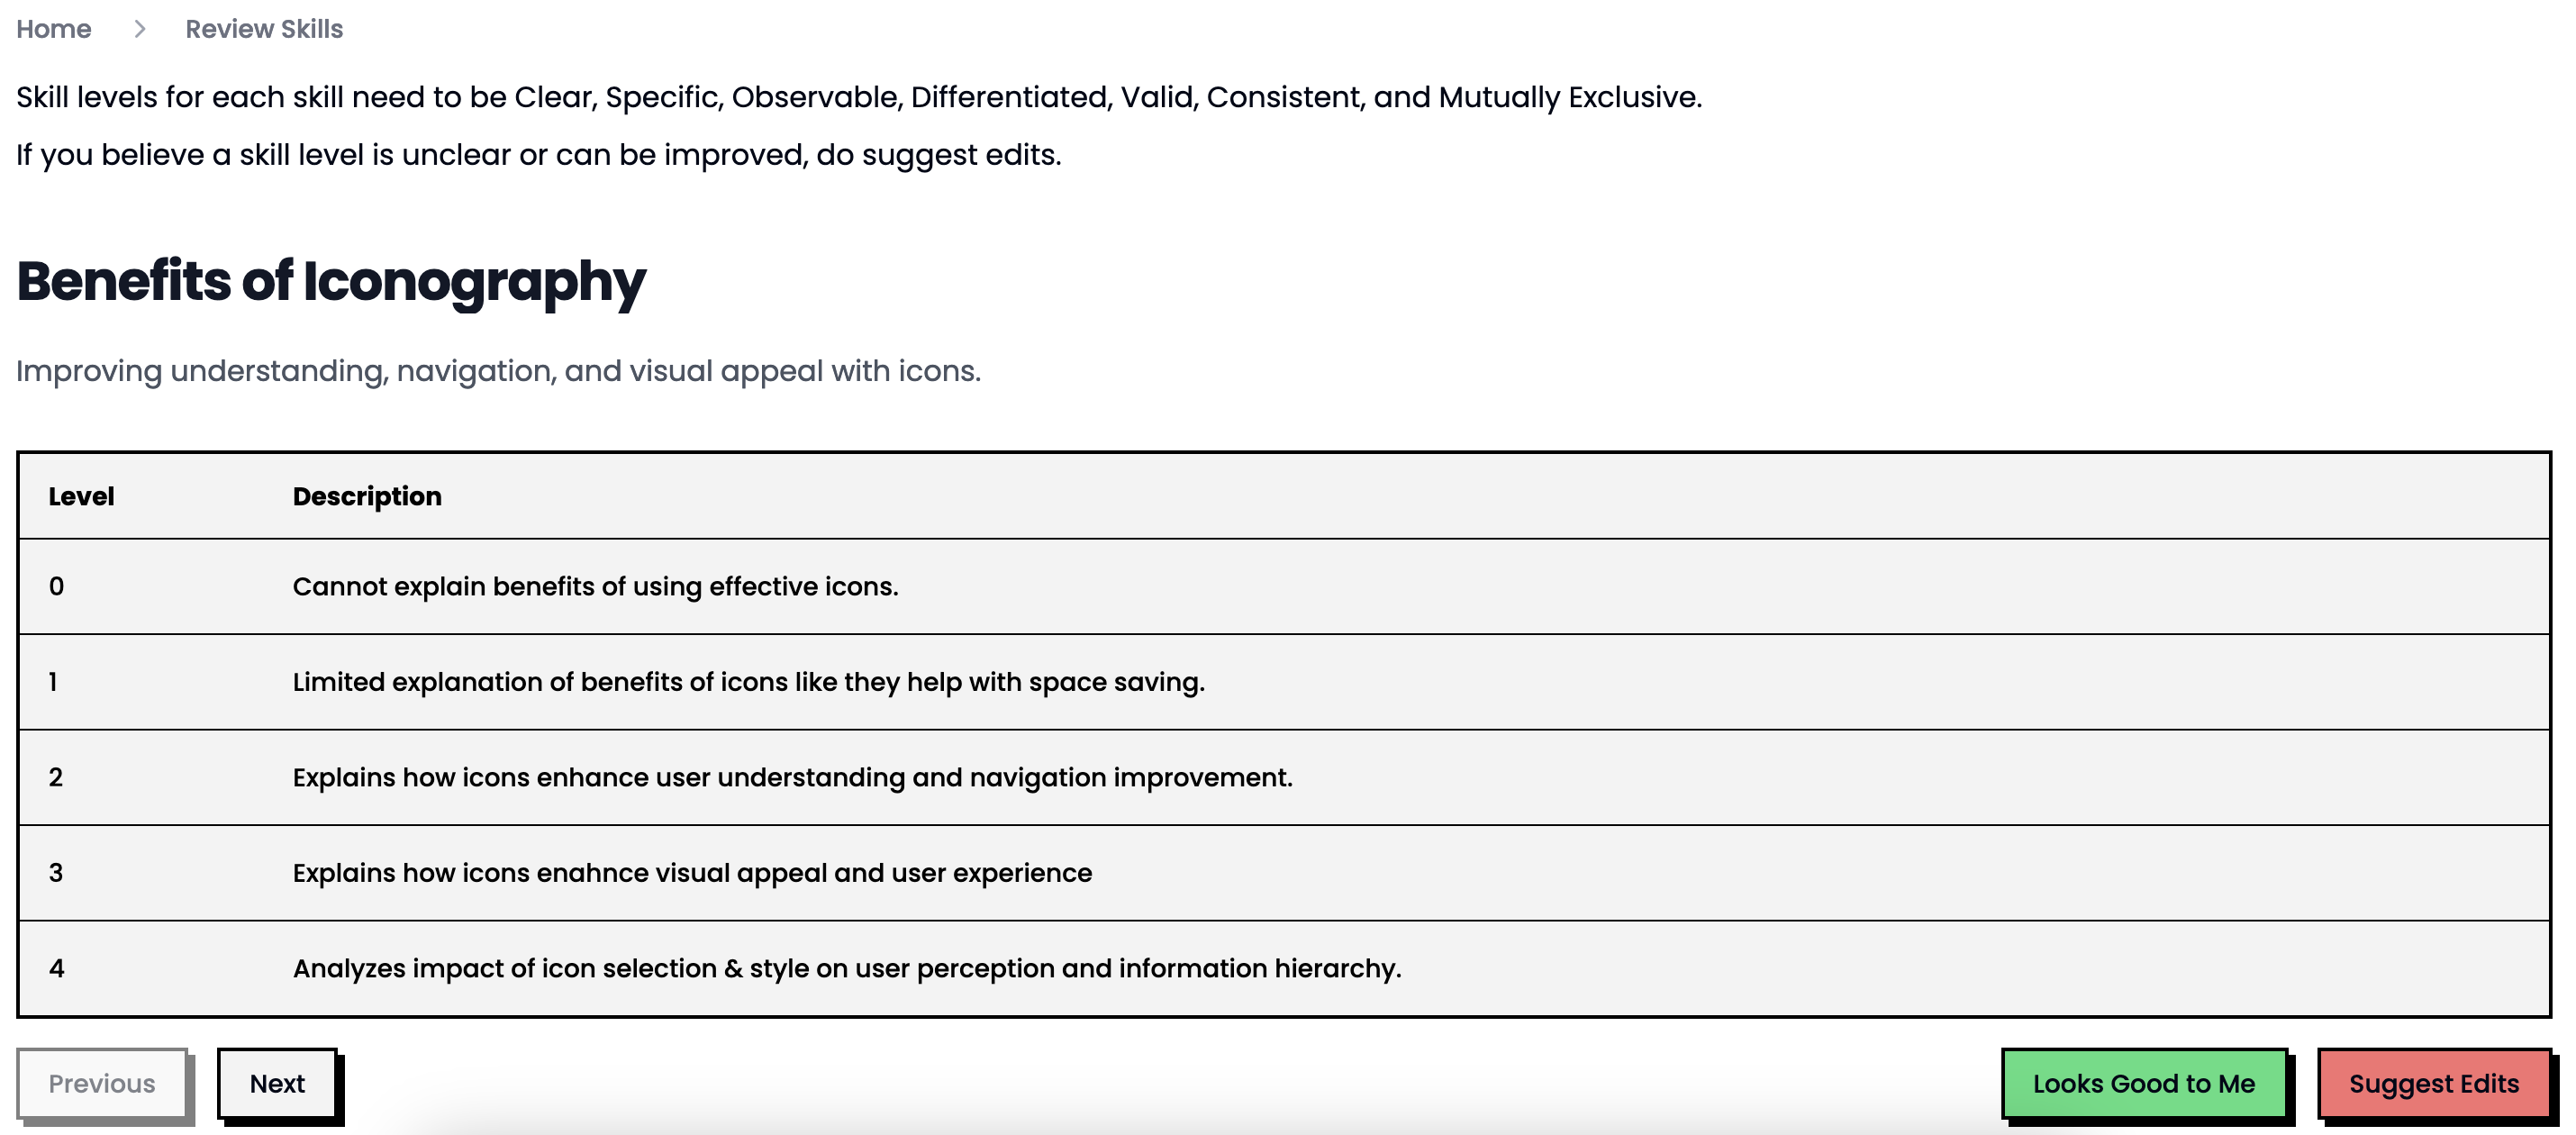 Home > Review Skills
Skill levels for each skill need to be Clear, Specific, Observable, Differentiated, Valid, Consistent, and Mutually Exclusive.
If you believe a skill level is unclear or can be improved, do suggest edits.
Benefits of Iconography
Improving understanding, navigation, and visual appeal with icons.
Level Description
0 Cannot explain benefits of using effective icons.
1 Limited explanation of benefits of icons like they help with space saving.
2 Explains how icons enhance user understanding and navigation improvement.
3 Explains how icons enahnce visual appeal and user experience
4 Analyzes impact of icon selection & style on user perception and information hierarchy.
Previous Next Looks Good to Me Suggest Edits